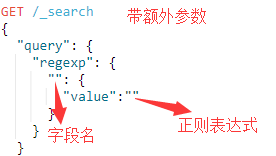 GET /_search 带额外参数
{
  "query": {
    "regexp": {
      "": {
        "value":""
      }
字段名 正则表达式
    }
  }